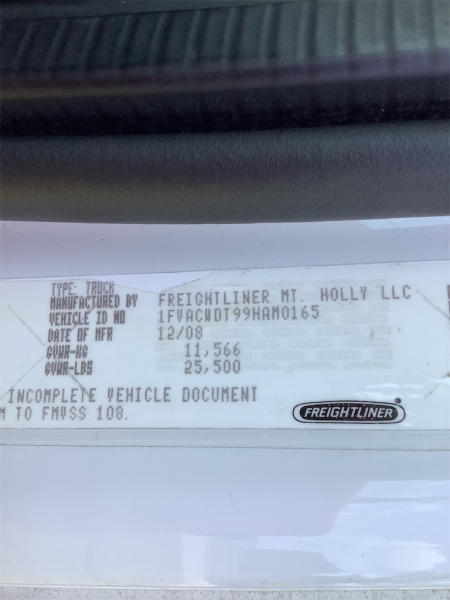 TYPE: TRUCK
MANUFACTURED BY FREIGHTLINER MT. HOLLY LLC
VEHICLE ID NO 1FVACWDT99HAM0165
DATE OF MFR 12/08
GVWR-KG 11,566
GVWR-LBS 25,500
INCOMPLETE VEHICLE DOCUMENT
M TO FMVSS 108.
FREIGHTLINER®